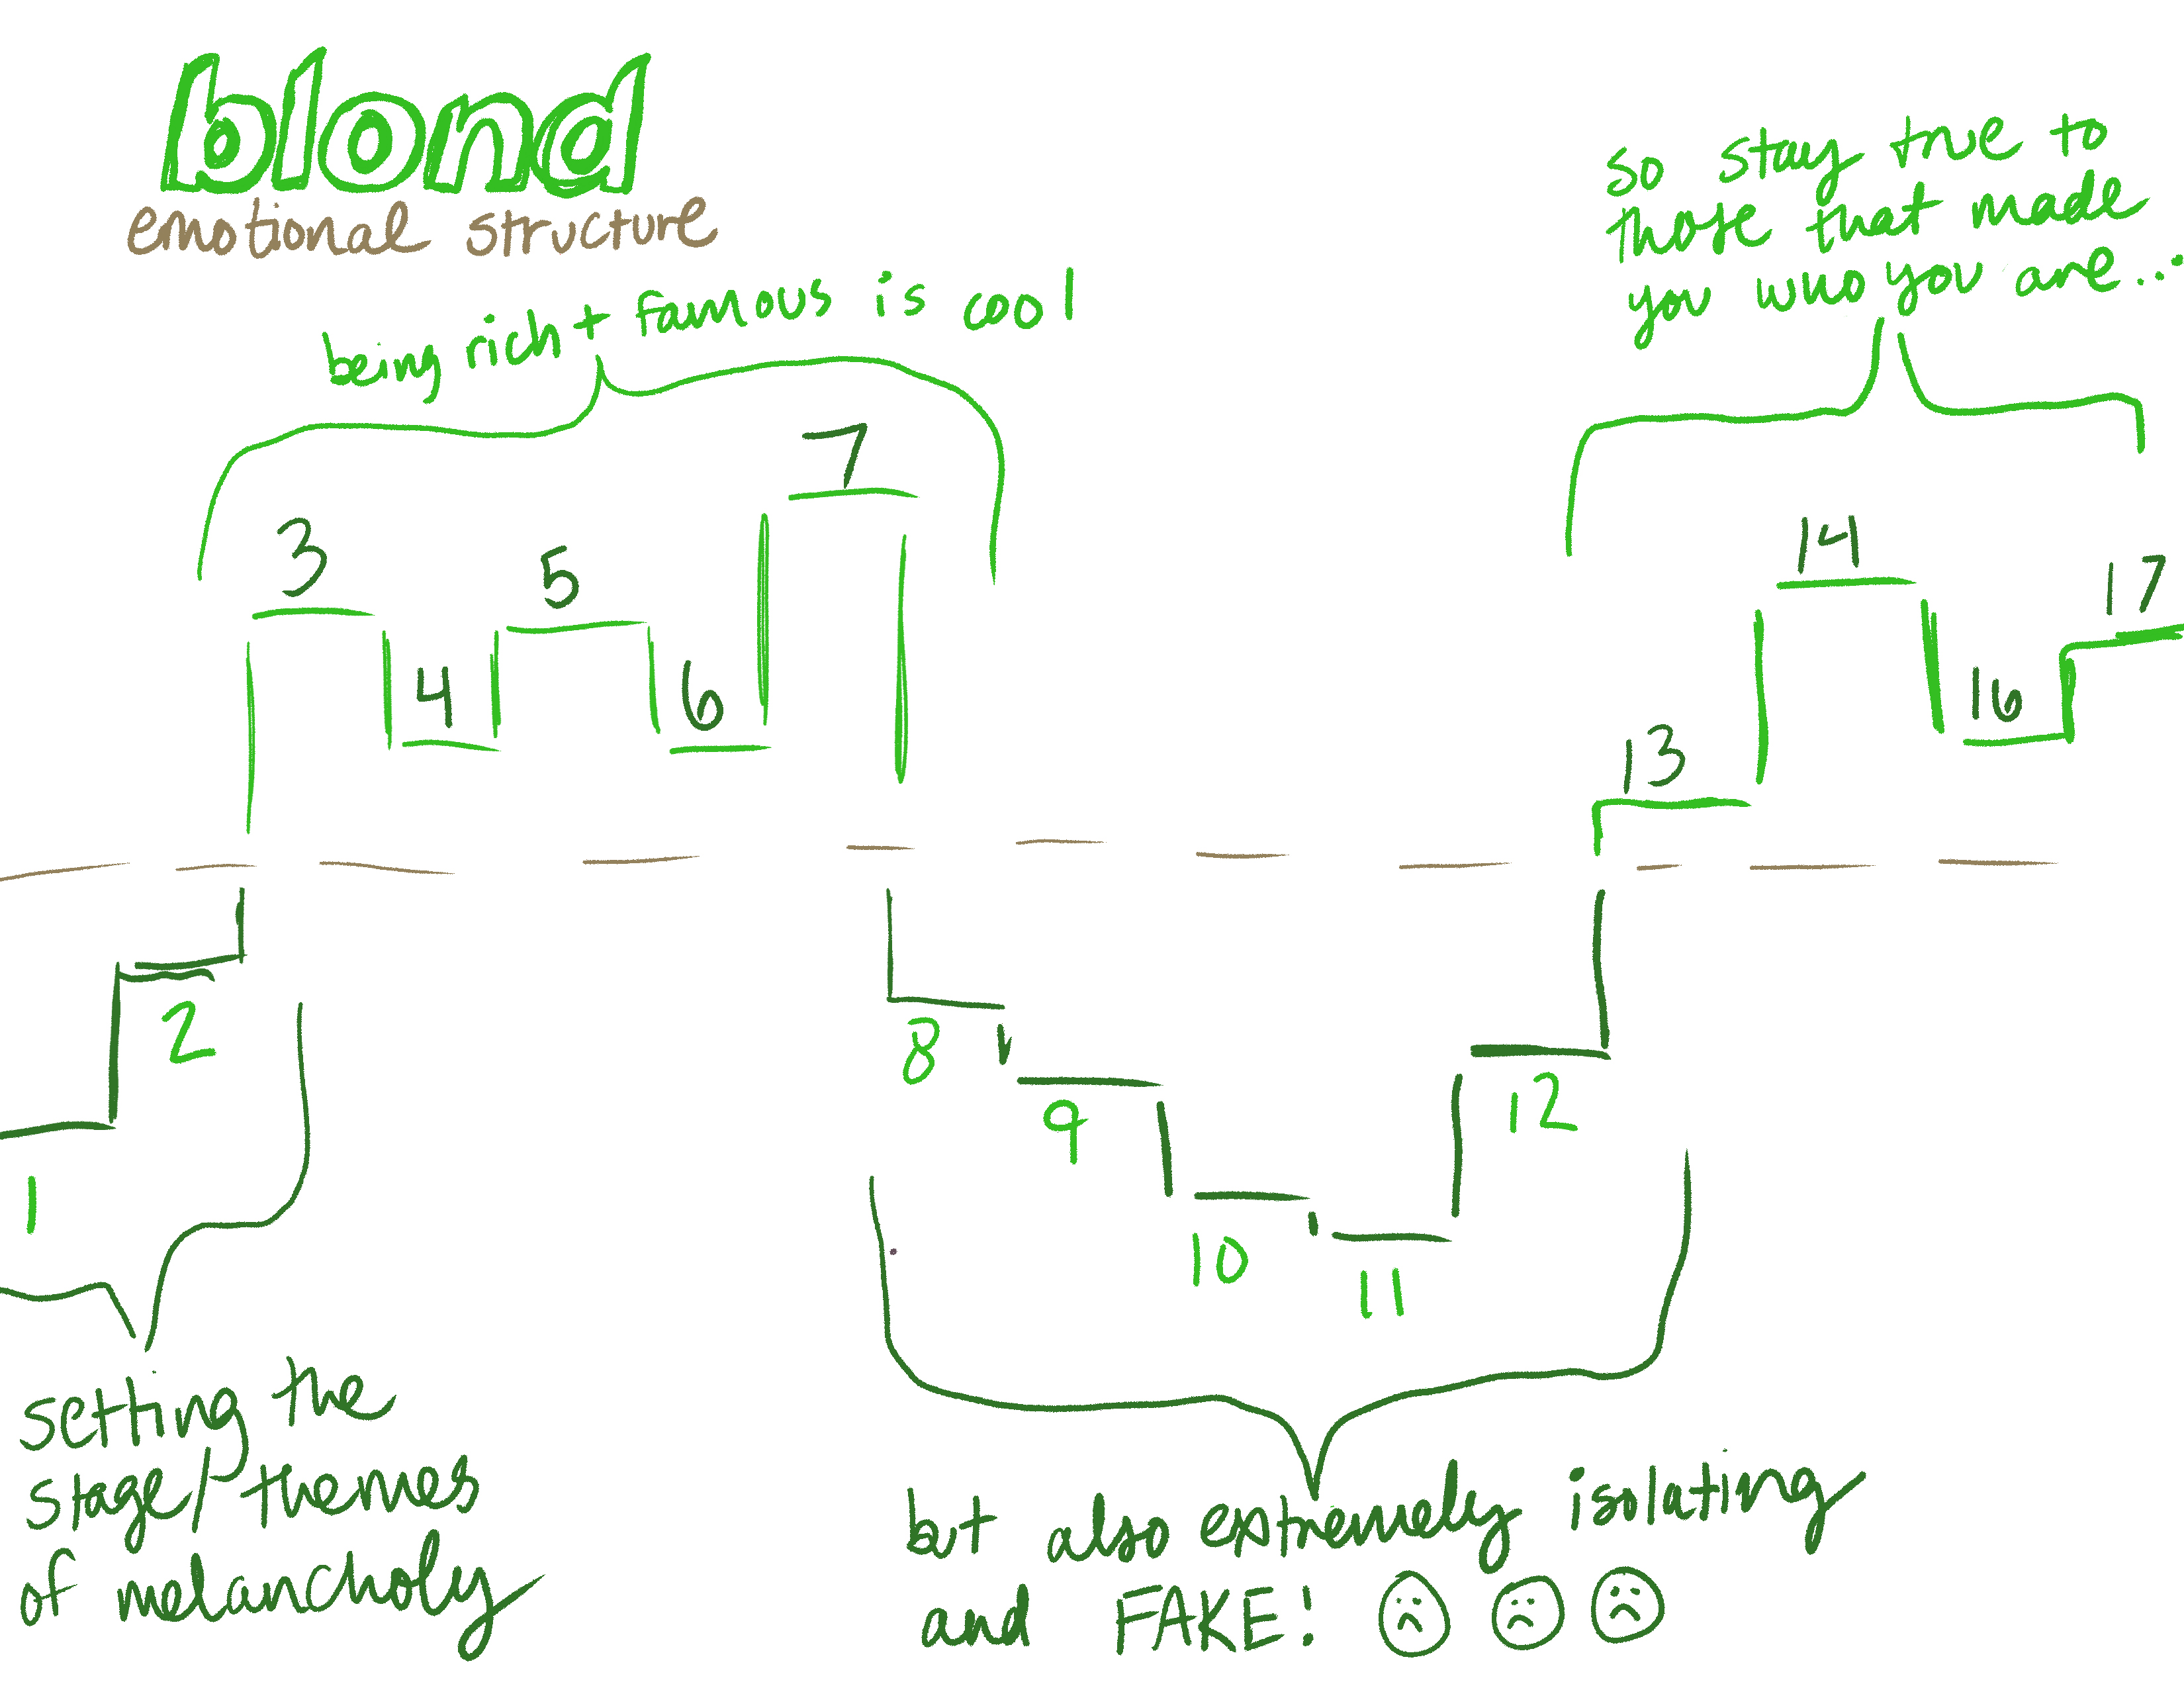 blond
emotional structure
being rich + famous is cool
so stay true to
those that made
you who you are...
7
3
5
4
6
14
17
16
13
2
1
8
9
10
11
12
setting the
stage/themes
of melancholy
but also extremely isolating
and FAKE!